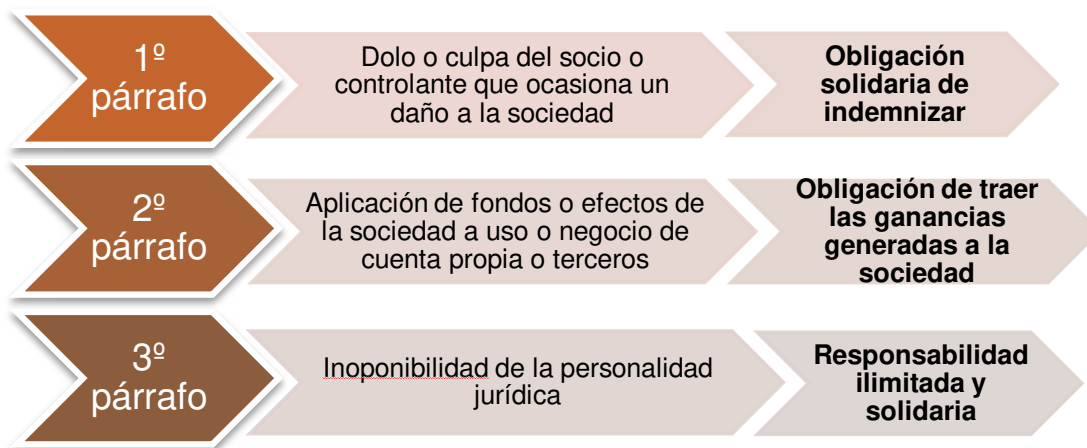 1º
párrafo
Dolo o culpa del socio o
controlante que ocasiona un
daño a la sociedad
Obligación
solidaria de
indemnizar
2º
párrafo
Aplicación de fondos o efectos de
la sociedad a uso o negocio de
cuenta propia o terceros
Obligación de traer
las ganancias
generadas a la
sociedad
3º
párrafo
Inoponibilidad de la personalidad
jurídica
Responsabilidad
ilimitada y
solidaria